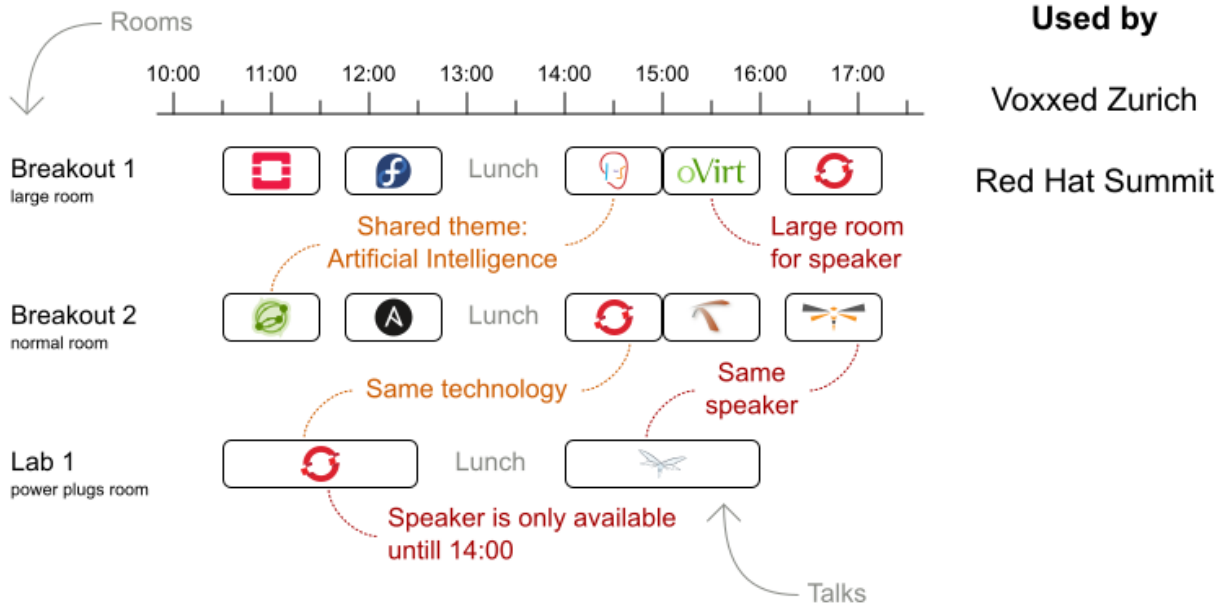 Rooms
Used by
10:00 11:00 12:00 13:00 14:00 15:00 16:00 17:00
Voxxed Zurich
Breakout 1
large room
Lunch
oVirt
Red Hat Summit
Shared theme:
Artificial Intelligence
Large room
for speaker
Breakout 2
normal room
Lunch
Same technology
Same
speaker
Lab 1
power plugs room
Lunch
Speaker is only available
untill 14:00
Talks